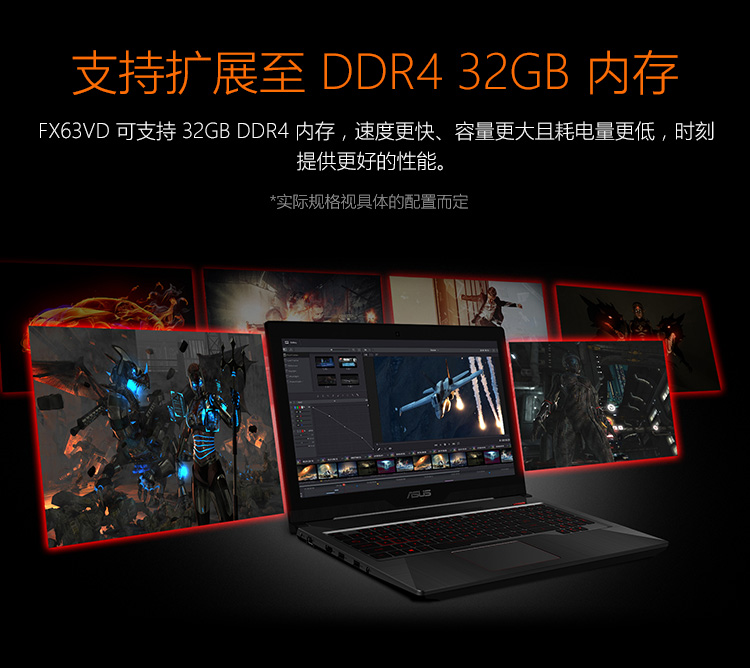 支持扩展至 DDR4 32GB 内存
FX63VD 可支持 32GB DDR4 内存，速度更快、容量更大且耗电量更低，时刻
提供更好的性能。
*实际规格视具体的配置而定
ASUS